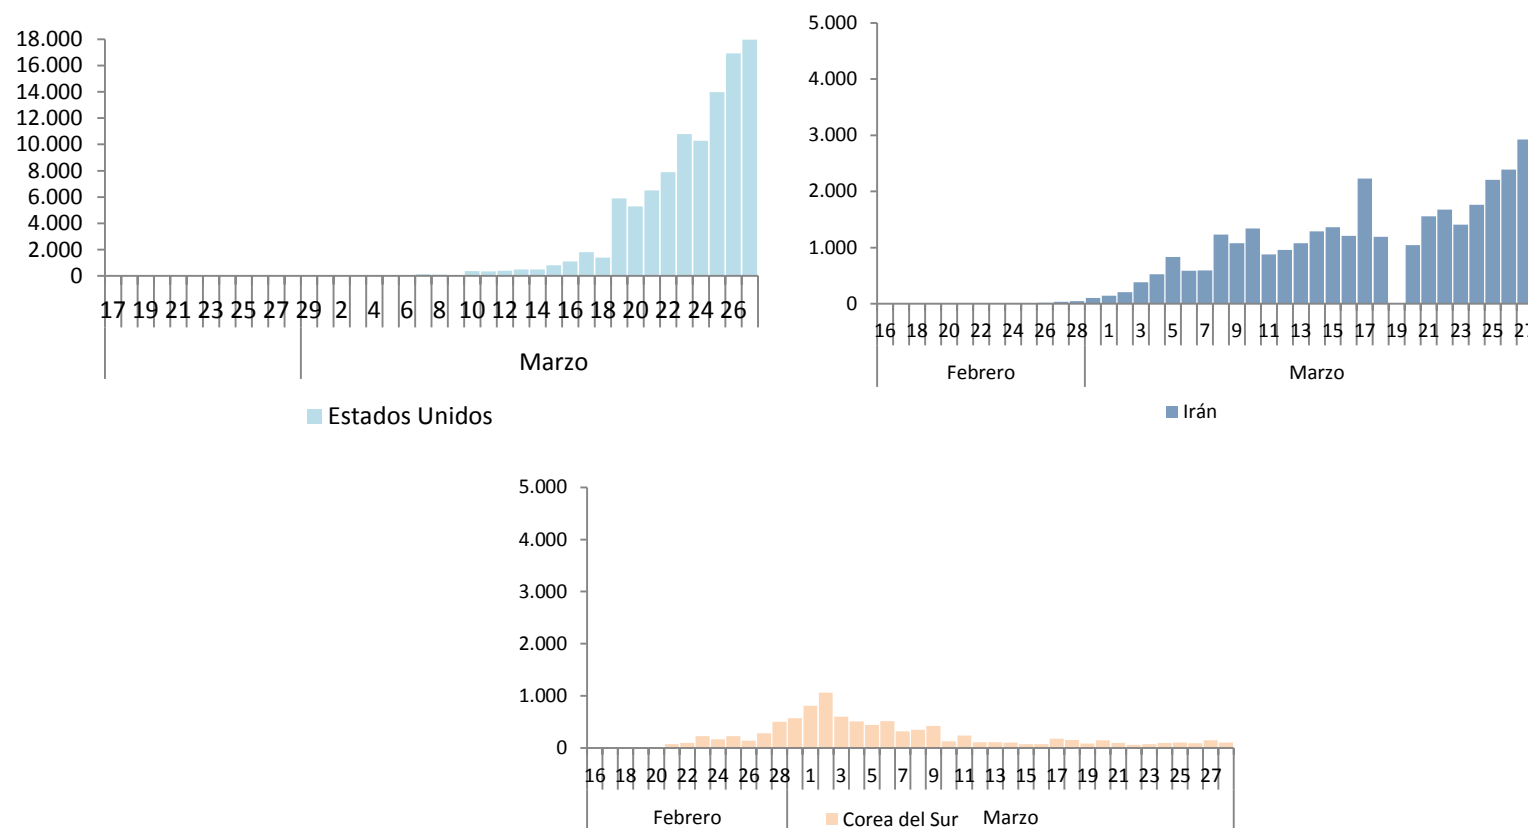 18.000
16.000
14.000
12.000
10.000
8.000
6.000
4.000
2.000
0
17 19 21 23 25 27 29 2 4 6 8 10 12 14 16 18 20 22 24 26
Marzo
Estados Unidos
5.000
4.000
3.000
2.000
1.000
0
16 18 20 22 24 26 28 1 3 5 7 9 11 13 15 17 19 21 23 25 27
Febrero Marzo
Irán
5.000
4.000
3.000
2.000
1.000
0
16 18 20 22 24 26 28 1 3 5 7 9 11 13 15 17 19 21 23 25 27
Febrero Corea del Sur Marzo